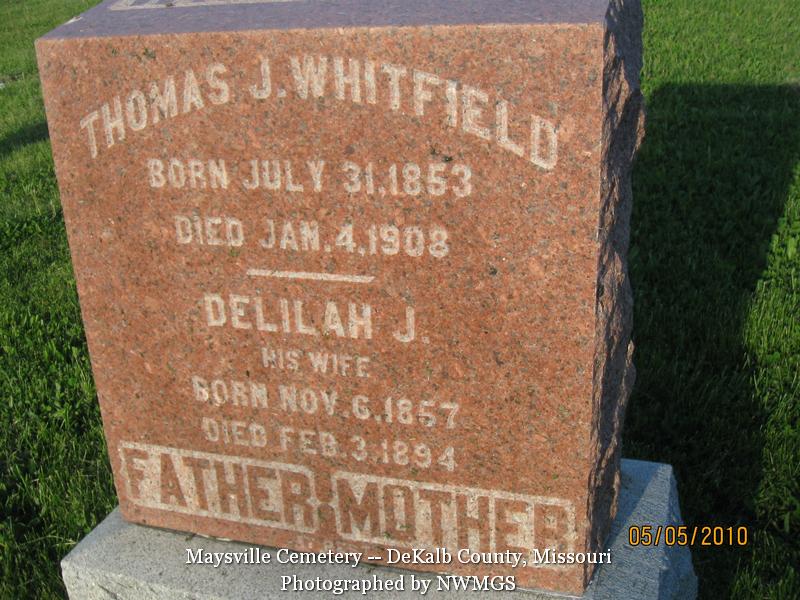 THOMAS J. WHITFIELD
BORN JULY 31, 1853
DIED JAN. 4, 1908
DELILAH J.
HIS WIFE
BORN NOV. 6, 1857
DIED FEB. 3, 1894
FATHER - MOTHER
05/05/2010
Maysville Cemetery -- DeKalb County, Missouri
Photographed by NWMGS